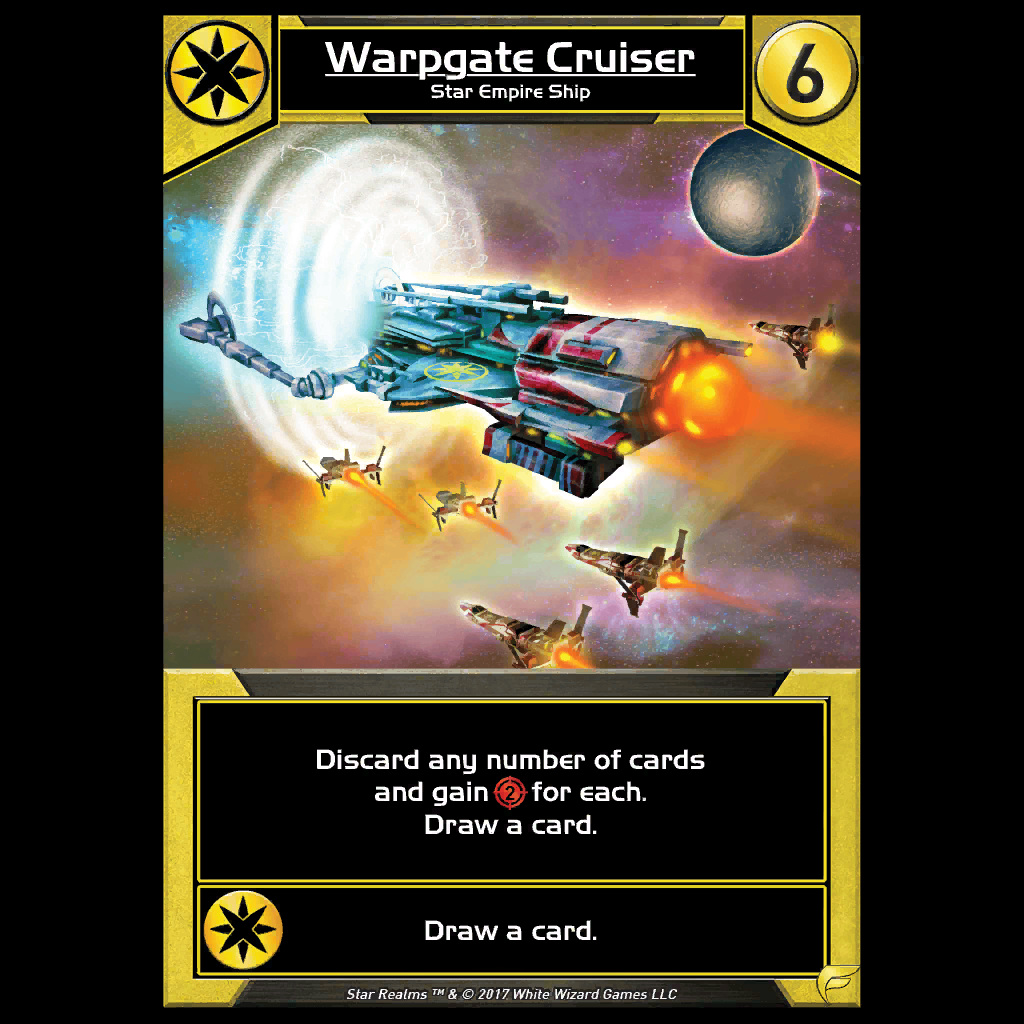 Warpgate Cruiser
Star Empire Ship
6
Discard any number of cards
and gain 2 for each.
Draw a card.
Draw a card.
Star Realms ™ & © 2017 White Wizard Games LLC